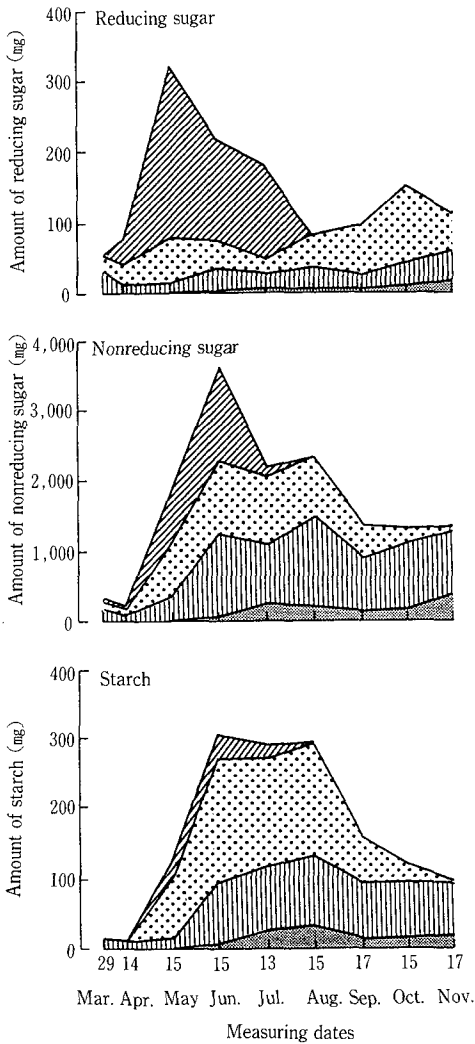 Reducing sugar
Amount of reducing sugar (mg)
400
300
200
100
0
Nonreducing sugar
Amount of nonreducing sugar (mg)
4,000
3,000
2,000
1,000
0
Starch
Amount of starch (mg)
400
300
200
100
0
29 14 15 15 13 15 17 15 17
Mar. Apr. May Jun. Jul. Aug. Sep. Oct. Nov.
Measuring dates